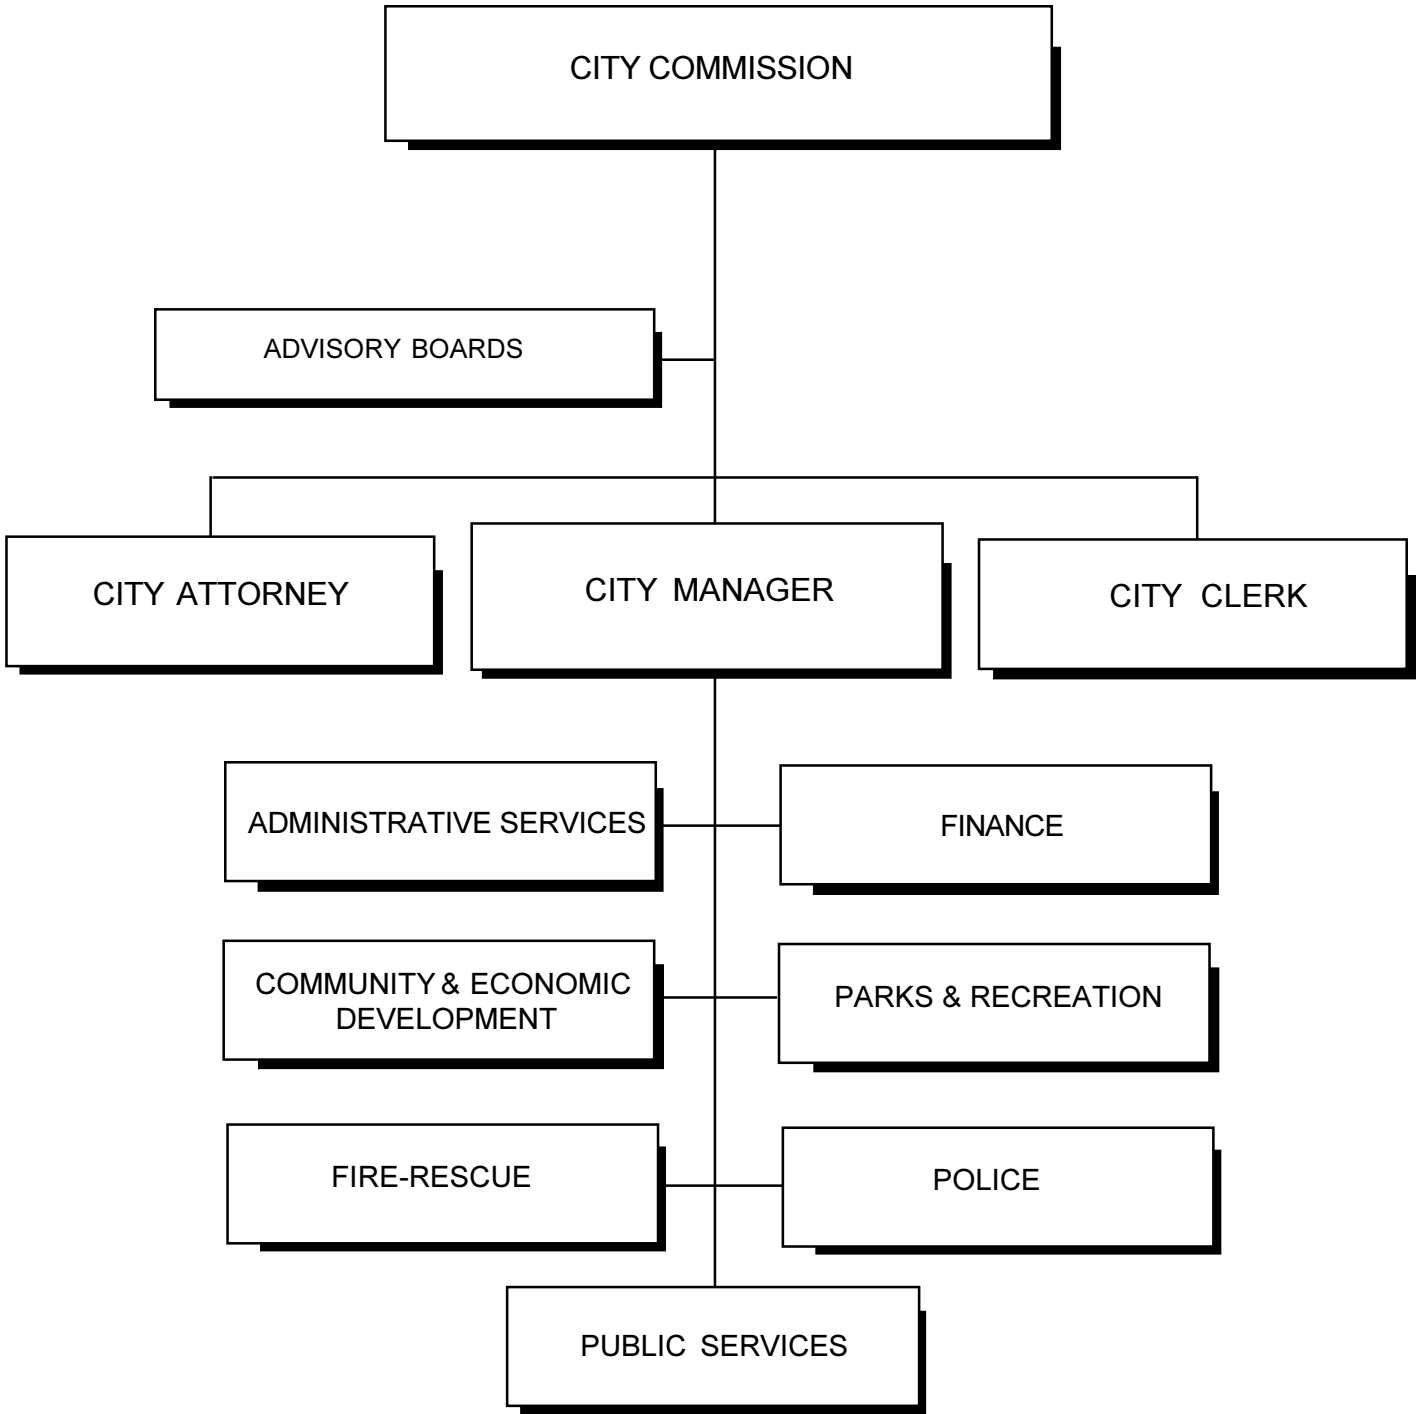 CITY COMMISSION
ADVISORY BOARDS
CITY ATTORNEY
CITY MANAGER
CITY CLERK
ADMINISTRATIVE SERVICES
FINANCE
COMMUNITY & ECONOMIC
DEVELOPMENT
PARKS & RECREATION
FIRE-RESCUE
POLICE
PUBLIC SERVICES